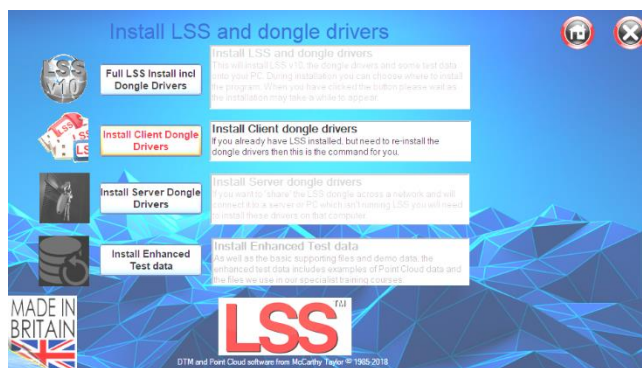 Install LSS and dongle drivers
LSS
v10
Full LSS Install incl
Dongle Drivers
Install LSS and dongle drivers
This will install LSS v10, the dongle drivers and some test data
onto your PC. During installation you can choose where to install
the program. When you have clicked the button please wait as
the installation may take a while to appear.
LSS
Install Client Dongle
Drivers
Install Client dongle drivers
If you already have LSS installed, but need to re-install the
dongle drivers then this is the command for you.
Install Server Dongle
Drivers
Install Server dongle drivers
If you want to 'share' the LSS dongle across a network and will
connect it to a server or PC which isn't running LSS you will need
to install these drivers on that computer.
Install Enhanced
Test data
Install Enhanced Test data
As well as the basic supporting files and demo data, the
enhanced test data includes examples of Point Cloud data and
the files we use in our specialist training courses
MADE IN
BRITAIN
LSS
TM
DTM and Point Cloud software from McCarthy Taylor © 1985-2018